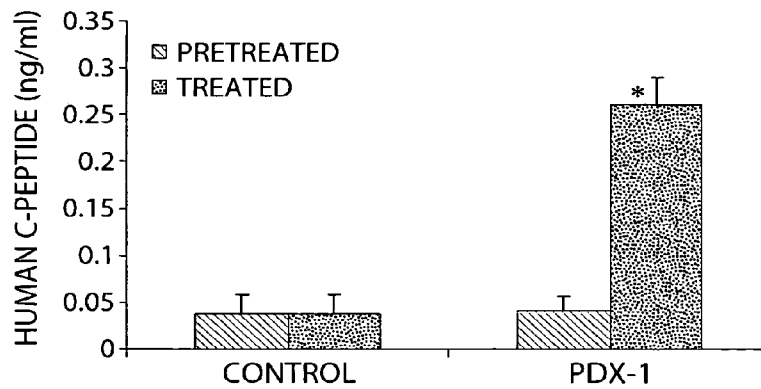 HUMAN C-PEPTIDE (ng/ml)
0.35
0.3
0.25
0.2
0.15
0.1
0.05
0
PRETREATED
TREATED
*
CONTROL
PDX-1